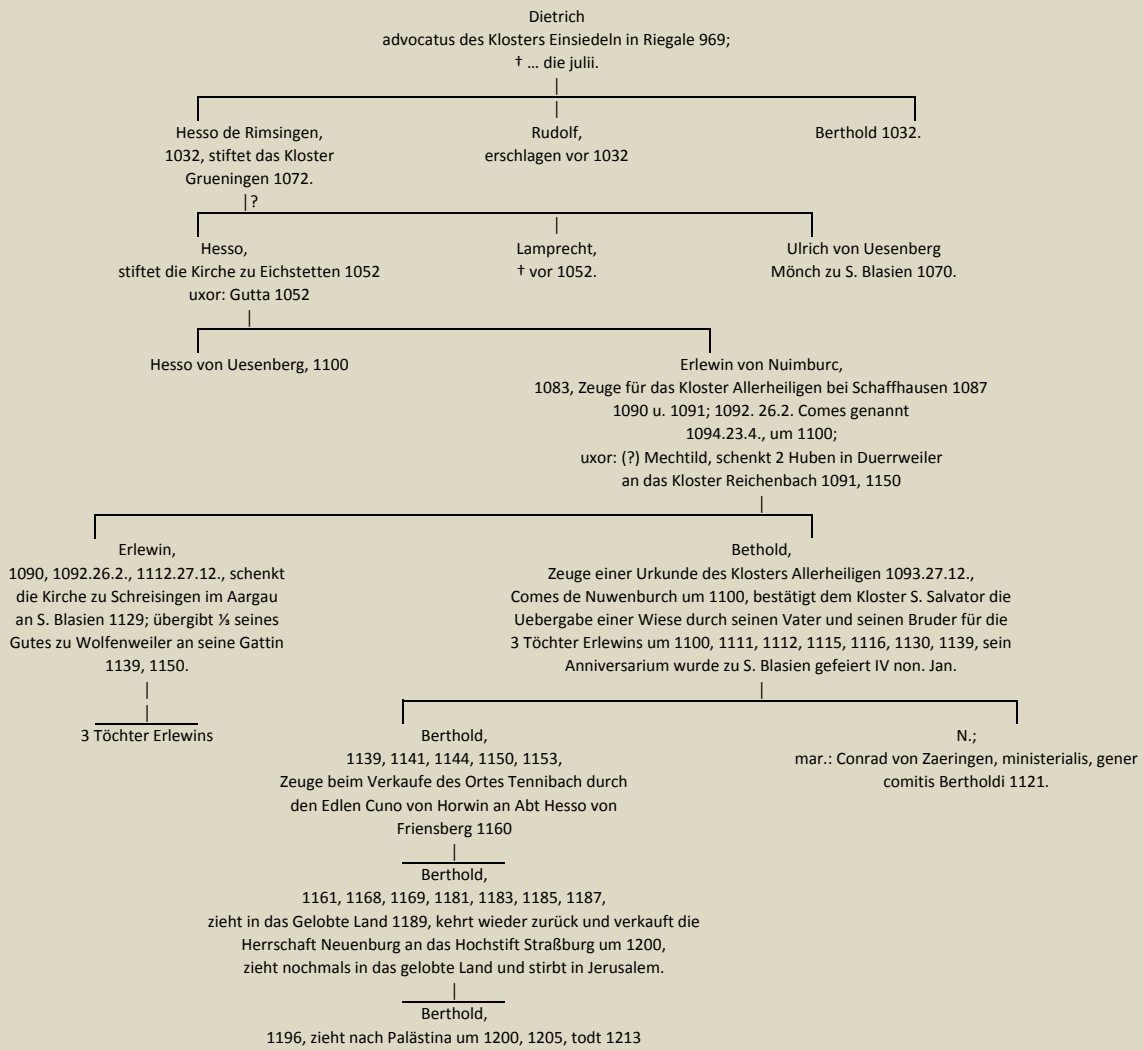 Dietrich
advocatus des Klosters Einsiedeln in Riegale 969;
† ... die julii.
Hesso de Rimsingen,
1032, stiftet das Kloster
Grueningen 1072.
Rudolf,
erschlagen vor 1032
Berthold 1032.
?
Hesso,
stiftet die Kirche zu Eichstetten 1052
uxor: Gutta 1052
Lamprecht,
† vor 1052.
Ulrich von Uesenberg
Mönch zu S. Blasien 1070.
Hesso von Uesenberg, 1100
Erlewin von Nuimburc,
1083, Zeuge für das Kloster Allerheiligen bei Schaffhausen 1087
1090 u. 1091; 1092. 26.2. Comes genannt
1094.23.4., um 1100;
uxor: (?) Mechtild, schenkt 2 Huben in Duerrweiler
an das Kloster Reichenbach 1091, 1150
Erlewin,
1090, 1092.26.2., 1112.27.12., schenkt
die Kirche zu Schreisingen im Aargau
an S. Blasien 1129; übergibt ⅓ seines
Gutes zu Wolfenweiler an seine Gattin
1139, 1150.
Bethold,
Zeuge einer Urkunde des Klosters Allerheiligen 1093.27.12.,
Comes de Nuwenburch um 1100, bestätigt dem Kloster S. Salvator die
Uebergabe einer Wiese durch seinen Vater und seinen Bruder für die
3 Töchter Erlewins um 1100, 1111, 1112, 1115, 1116, 1130, 1139, sein
Anniversarium wurde zu S. Blasien gefeiert IV non. Jan.
3 Töchter Erlewins
Berthold,
1139, 1141, 1144, 1150, 1153,
Zeuge beim Verkaufe des Ortes Tennibach durch
den Edlen Cuno von Horwin an Abt Hesso von
Friensberg 1160
N.;
mar.: Conrad von Zaeringen, ministerialis, gener
comitis Bertholdi 1121.
Berthold,
1161, 1168, 1169, 1181, 1183, 1185, 1187,
zieht in das Gelobte Land 1189, kehrt wieder zurück und verkauft die
Herrschaft Neuenburg an das Hochstift Straßburg um 1200,
zieht nochmals in das gelobte Land und stirbt in Jerusalem.
Berthold,
1196, zieht nach Palästina um 1200, 1205, todt 1213